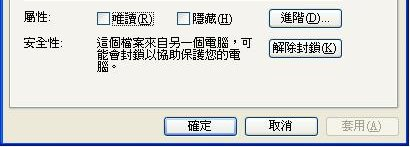 屬性: 唯讀(R) 隱藏(H) 進階(D)...
安全性: 這個檔案來自另一個電腦，可 解除封鎖(K)
能會封鎖以協助保護您的電
腦。
確定 取消 套用(A)